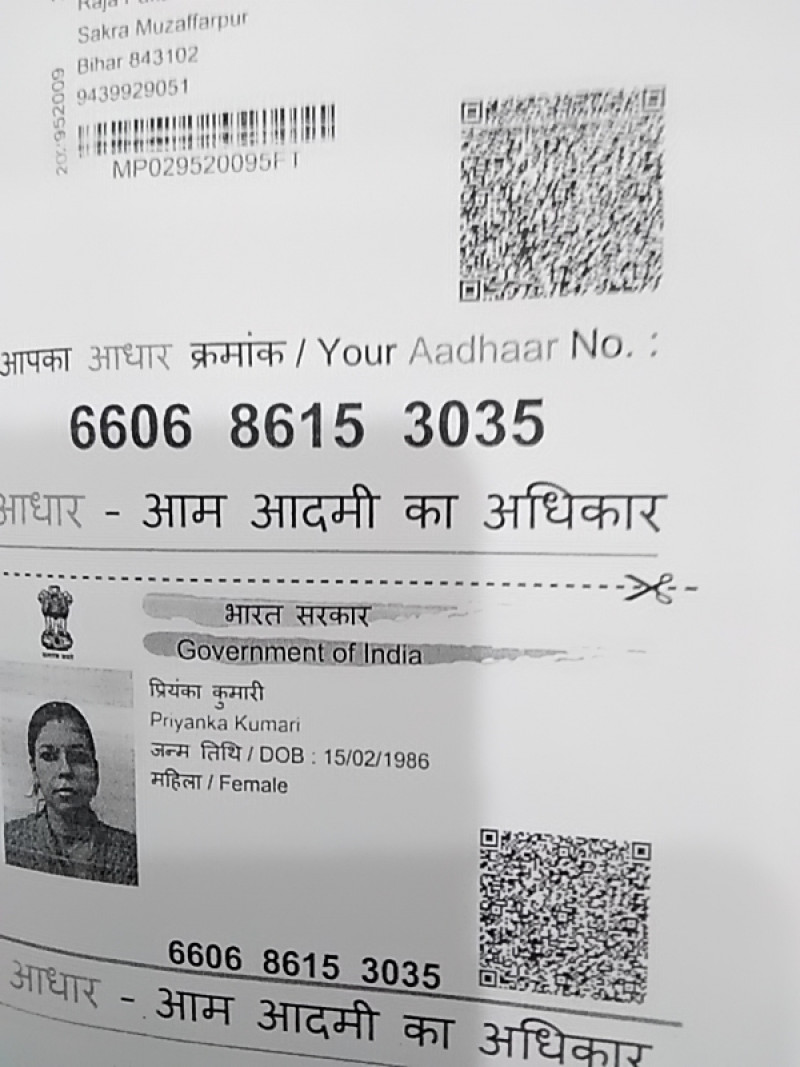 Sakra Muzaffarpur
Bihar 843102
9439929051
MP029520095FT
आपका आधार क्रमांक / Your Aadhaar No. :
6606 8615 3035
आधार - आम आदमी का अधिकार
भारत सरकार
Government of India
प्रियंका कुमारी
Priyanka Kumari
जन्म तिथि / DOB : 15/02/1986
महिला / Female
6606 8615 3035
आधार - आम आदमी का अधिकार